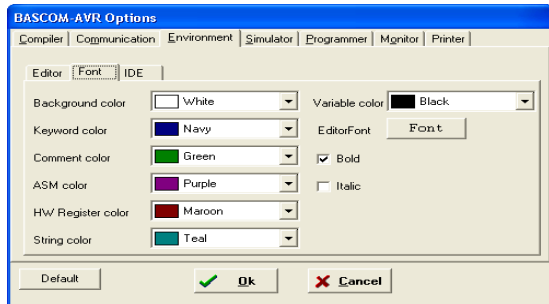 BASCOM-AVR Options
Compiler Communication Environment Simulator Programmer Monitor Printer
Editor Font IDE
Background color White Variable color Black
Keyword color Navy EditorFont Font
Comment color Green Bold
ASM color Purple Italic
HW Register color Maroon
String color Teal
Default Ok Cancel